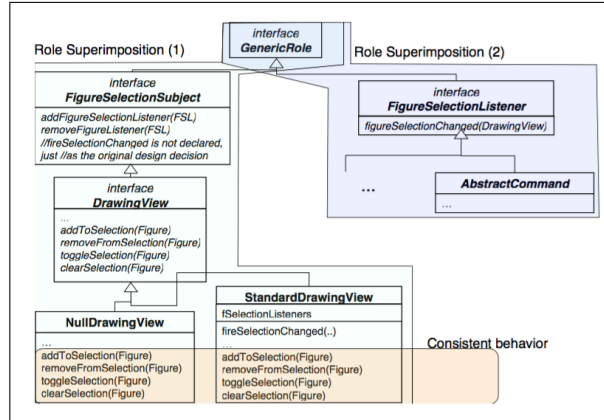 interface
GenericRole
Role Superimposition (1)
Role Superimposition (2)
interface
FigureSelectionSubject
addFigureSelectionListener(FSL)
removeFigureListener(FSL)
//fireSelectionChanged is not declared,
just //as the original design decision
interface
FigureSelectionListener
figureSelectionChanged(DrawingView)
...
AbstractCommand
...
interface
DrawingView
...
addToSelection(Figure)
removeFromSelection(Figure)
toggleSelection(Figure)
clearSelection(Figure)
NullDrawingView
...
addToSelection(Figure)
removeFromSelection(Figure)
toggleSelection(Figure)
clearSelection(Figure)
StandardDrawingView
fSelectionListeners
fireSelectionChanged(..)
...
addToSelection(Figure)
removeFromSelection(Figure)
toggleSelection(Figure)
clearSelection(Figure)
Consistent behavior